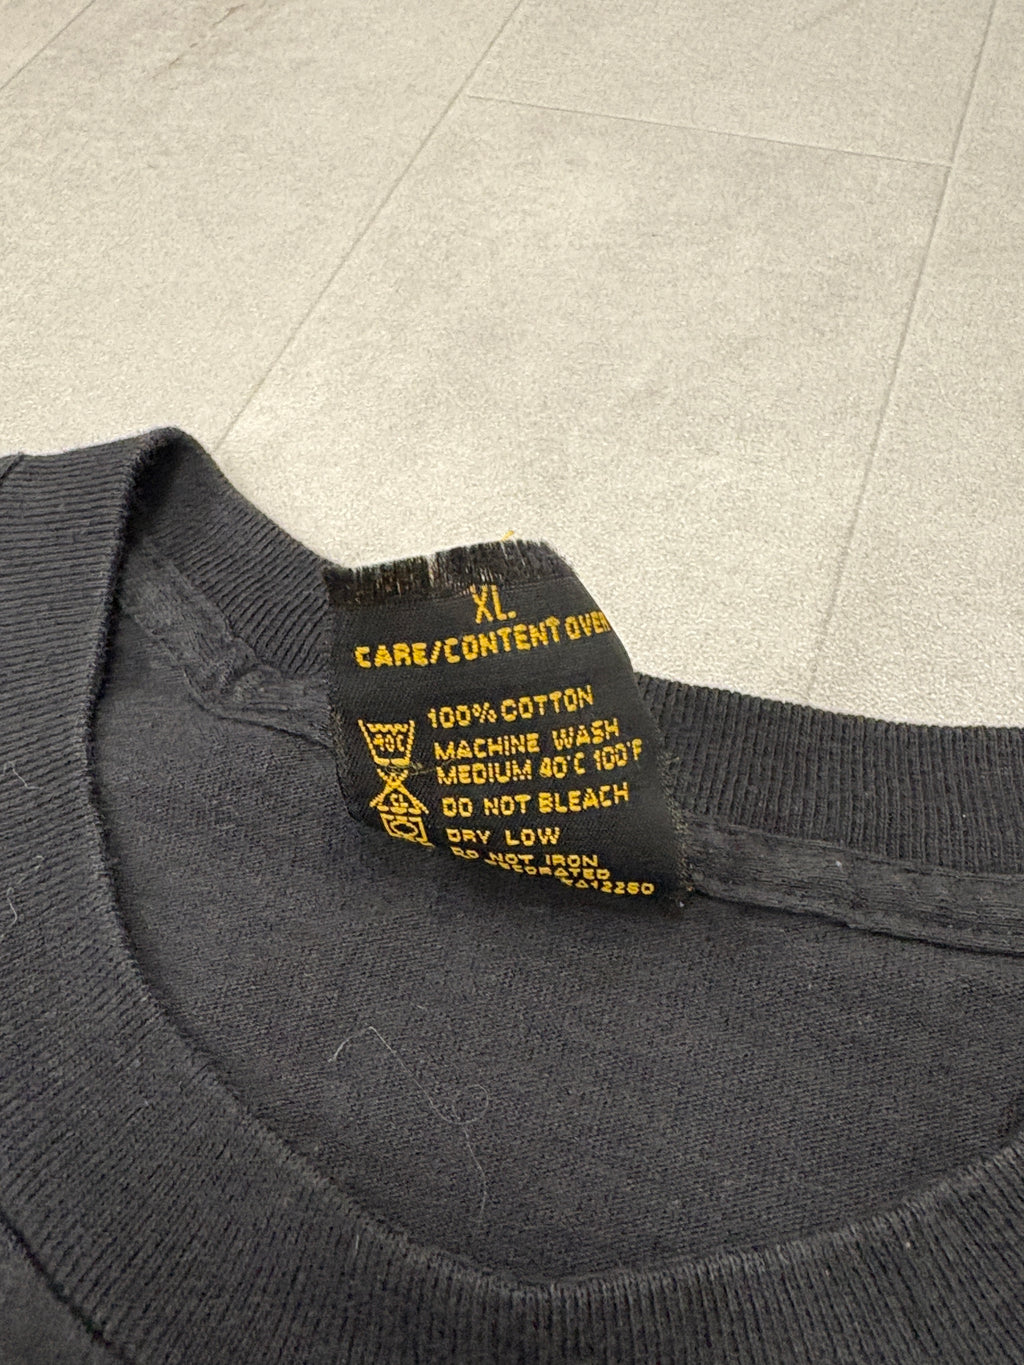 XL
CARE/CONTENT OVER
40C
100% COTTON
MACHINE WASH
MEDIUM 40°C 100°F
DO NOT BLEACH
DRY LOW
DO NOT IRON